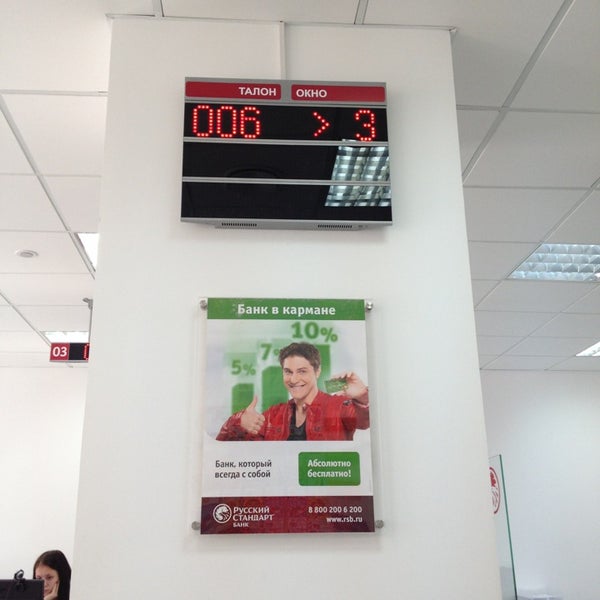 ТАЛОН ОКНО
006 > 3
Банк в кармане
10%
7%
5%
03
Банк, который
всегда с собой
Абсолютно
бесплатно!
РУССКИЙ
СТАНДАРТ
БАНК
8 800 200 6 200
www.rsb.ru